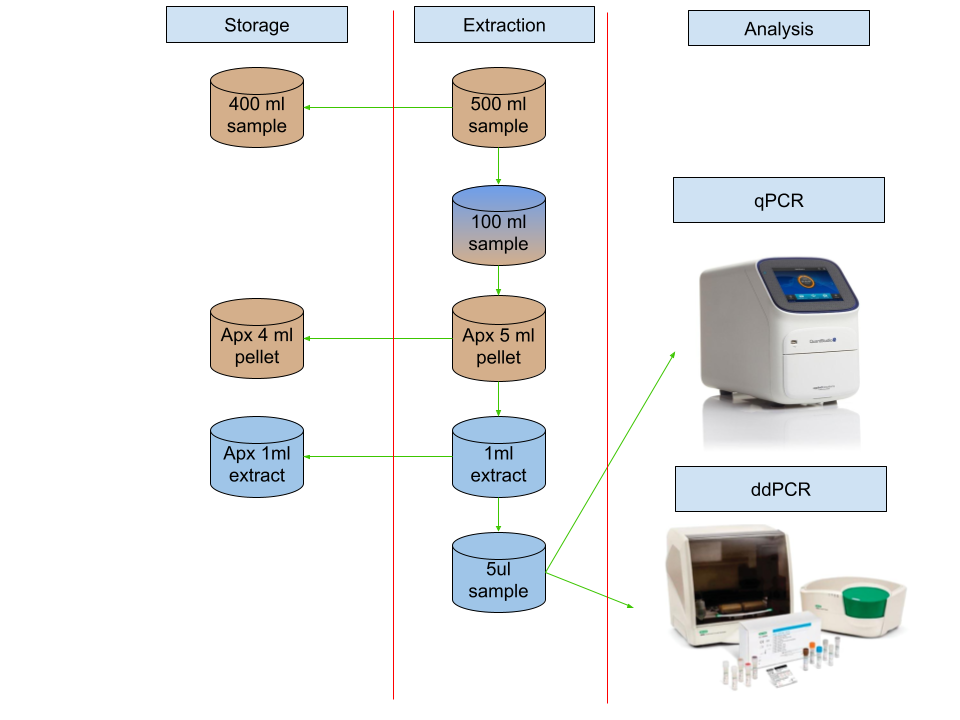 Storage
Extraction
Analysis
400 ml
sample
500 ml
sample
100 ml
sample
qPCR
Apx 4 ml
pellet
Apx 5 ml
pellet
Apx 1ml
extract
1ml
extract
ddPCR
5ul
sample